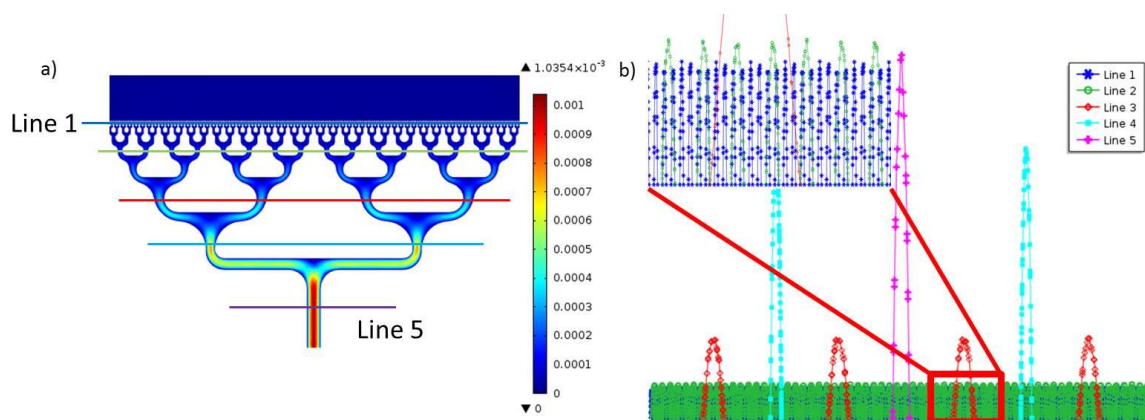 a)
▲ 1.0354×10⁻³
0.001
0.0009
0.0008
0.0007
0.0006
0.0005
0.0004
0.0003
0.0002
0.0001
0
▼ 0
Line 1
Line 5
b)
Line 1
Line 2
Line 3
Line 4
Line 5